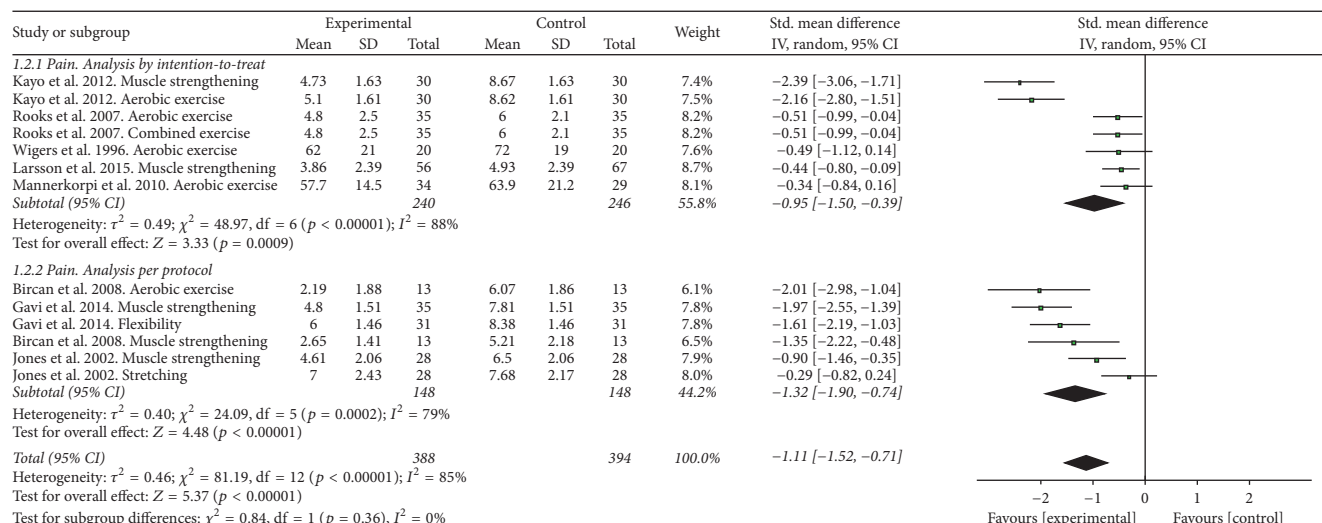 Study or subgroup Experimental Control Weight Std. mean difference Std. mean difference
Mean SD Total Mean SD Total IV, random, 95% CI IV, random, 95% CI
1.2.1 Pain. Analysis by intention-to-treat
Kayo et al. 2012. Muscle strengthening 4.73 1.63 30 8.67 1.63 30 7.4% −2.39 [−3.06, −1.71]
Kayo et al. 2012. Aerobic exercise 5.1 1.61 30 8.62 1.61 30 7.5% −2.16 [−2.80, −1.51]
Rooks et al. 2007. Aerobic exercise 4.8 2.5 35 6 2.1 35 8.2% −0.51 [−0.99, −0.04]
Rooks et al. 2007. Combined exercise 4.8 2.5 35 6 2.1 35 8.2% −0.51 [−0.99, −0.04]
Wigers et al. 1996. Aerobic exercise 62 21 20 72 19 20 7.6% −0.49 [−1.12, 0.14]
Larsson et al. 2015. Muscle strengthening 3.86 2.39 56 4.93 2.39 67 8.7% −0.44 [−0.80, −0.09]
Mannerkorpi et al. 2010. Aerobic exercise 57.7 14.5 34 63.9 21.2 29 8.1% −0.34 [−0.84, 0.16]
Subtotal (95% CI) 240 246 55.8% −0.95 [−1.50, −0.39]
Heterogeneity: τ² = 0.49; χ² = 48.97, df = 6 (p < 0.00001); I² = 88%
Test for overall effect: Z = 3.33 (p = 0.0009)
1.2.2 Pain. Analysis per protocol
Bircan et al. 2008. Aerobic exercise 2.19 1.88 13 6.07 1.86 13 6.1% −2.01 [−2.98, −1.04]
Gavi et al. 2014. Muscle strengthening 4.8 1.51 35 7.81 1.51 35 7.8% −1.97 [−2.55, −1.39]
Gavi et al. 2014. Flexibility 6 1.46 31 8.38 1.46 31 7.8% −1.61 [−2.19, −1.03]
Bircan et al. 2008. Muscle strengthening 2.65 1.41 13 5.21 2.18 13 6.5% −1.35 [−2.22, −0.48]
Jones et al. 2002. Muscle strengthening 4.61 2.06 28 6.5 2.06 28 7.9% −0.90 [−1.46, −0.35]
Jones et al. 2002. Stretching 7 2.43 28 7.68 2.17 28 8.0% −0.29 [−0.82, 0.24]
Subtotal (95% CI) 148 148 44.2% −1.32 [−1.90, −0.74]
Heterogeneity: τ² = 0.40; χ² = 24.09, df = 5 (p = 0.0002); I² = 79%
Test for overall effect: Z = 4.48 (p < 0.00001)
Total (95% CI) 388 394 100.0% −1.11 [−1.52, −0.71]
Heterogeneity: τ² = 0.46; χ² = 81.19, df = 12 (p < 0.00001); I² = 85%
Test for overall effect: Z = 5.37 (p < 0.00001)
Test for subgroup differences: χ² = 0.84, df = 1 (p = 0.36), I² = 0%
−2 −1 0 1 2
Favours [experimental] Favours [control]